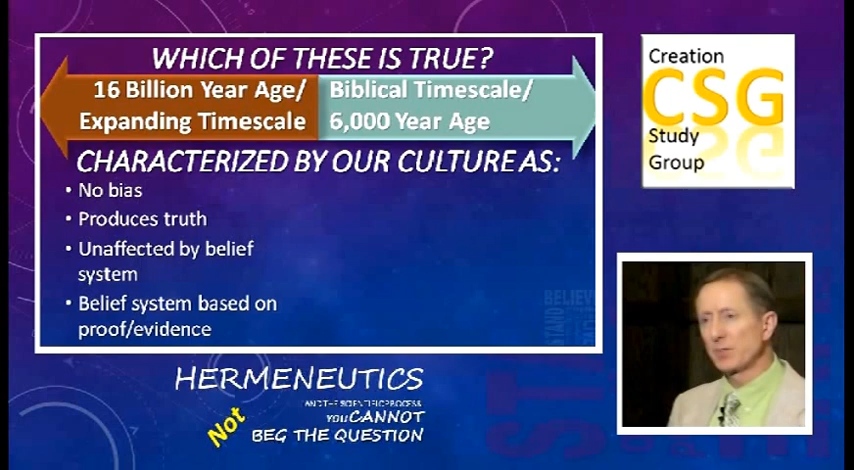 WHICH OF THESE IS TRUE?
16 Billion Year Age/
Expanding Timescale
Biblical Timescale/
6,000 Year Age
CHARACTERIZED BY OUR CULTURE AS:
• No bias
• Produces truth
• Unaffected by belief
system
• Belief system based on
proof/evidence
Creation
CSG
Study
Group
HERMENEUTICS
AND THE SCIENTIFIC PROCESS
YOU CANNOT
Not
BEG THE QUESTION
STAND
BELIEVE